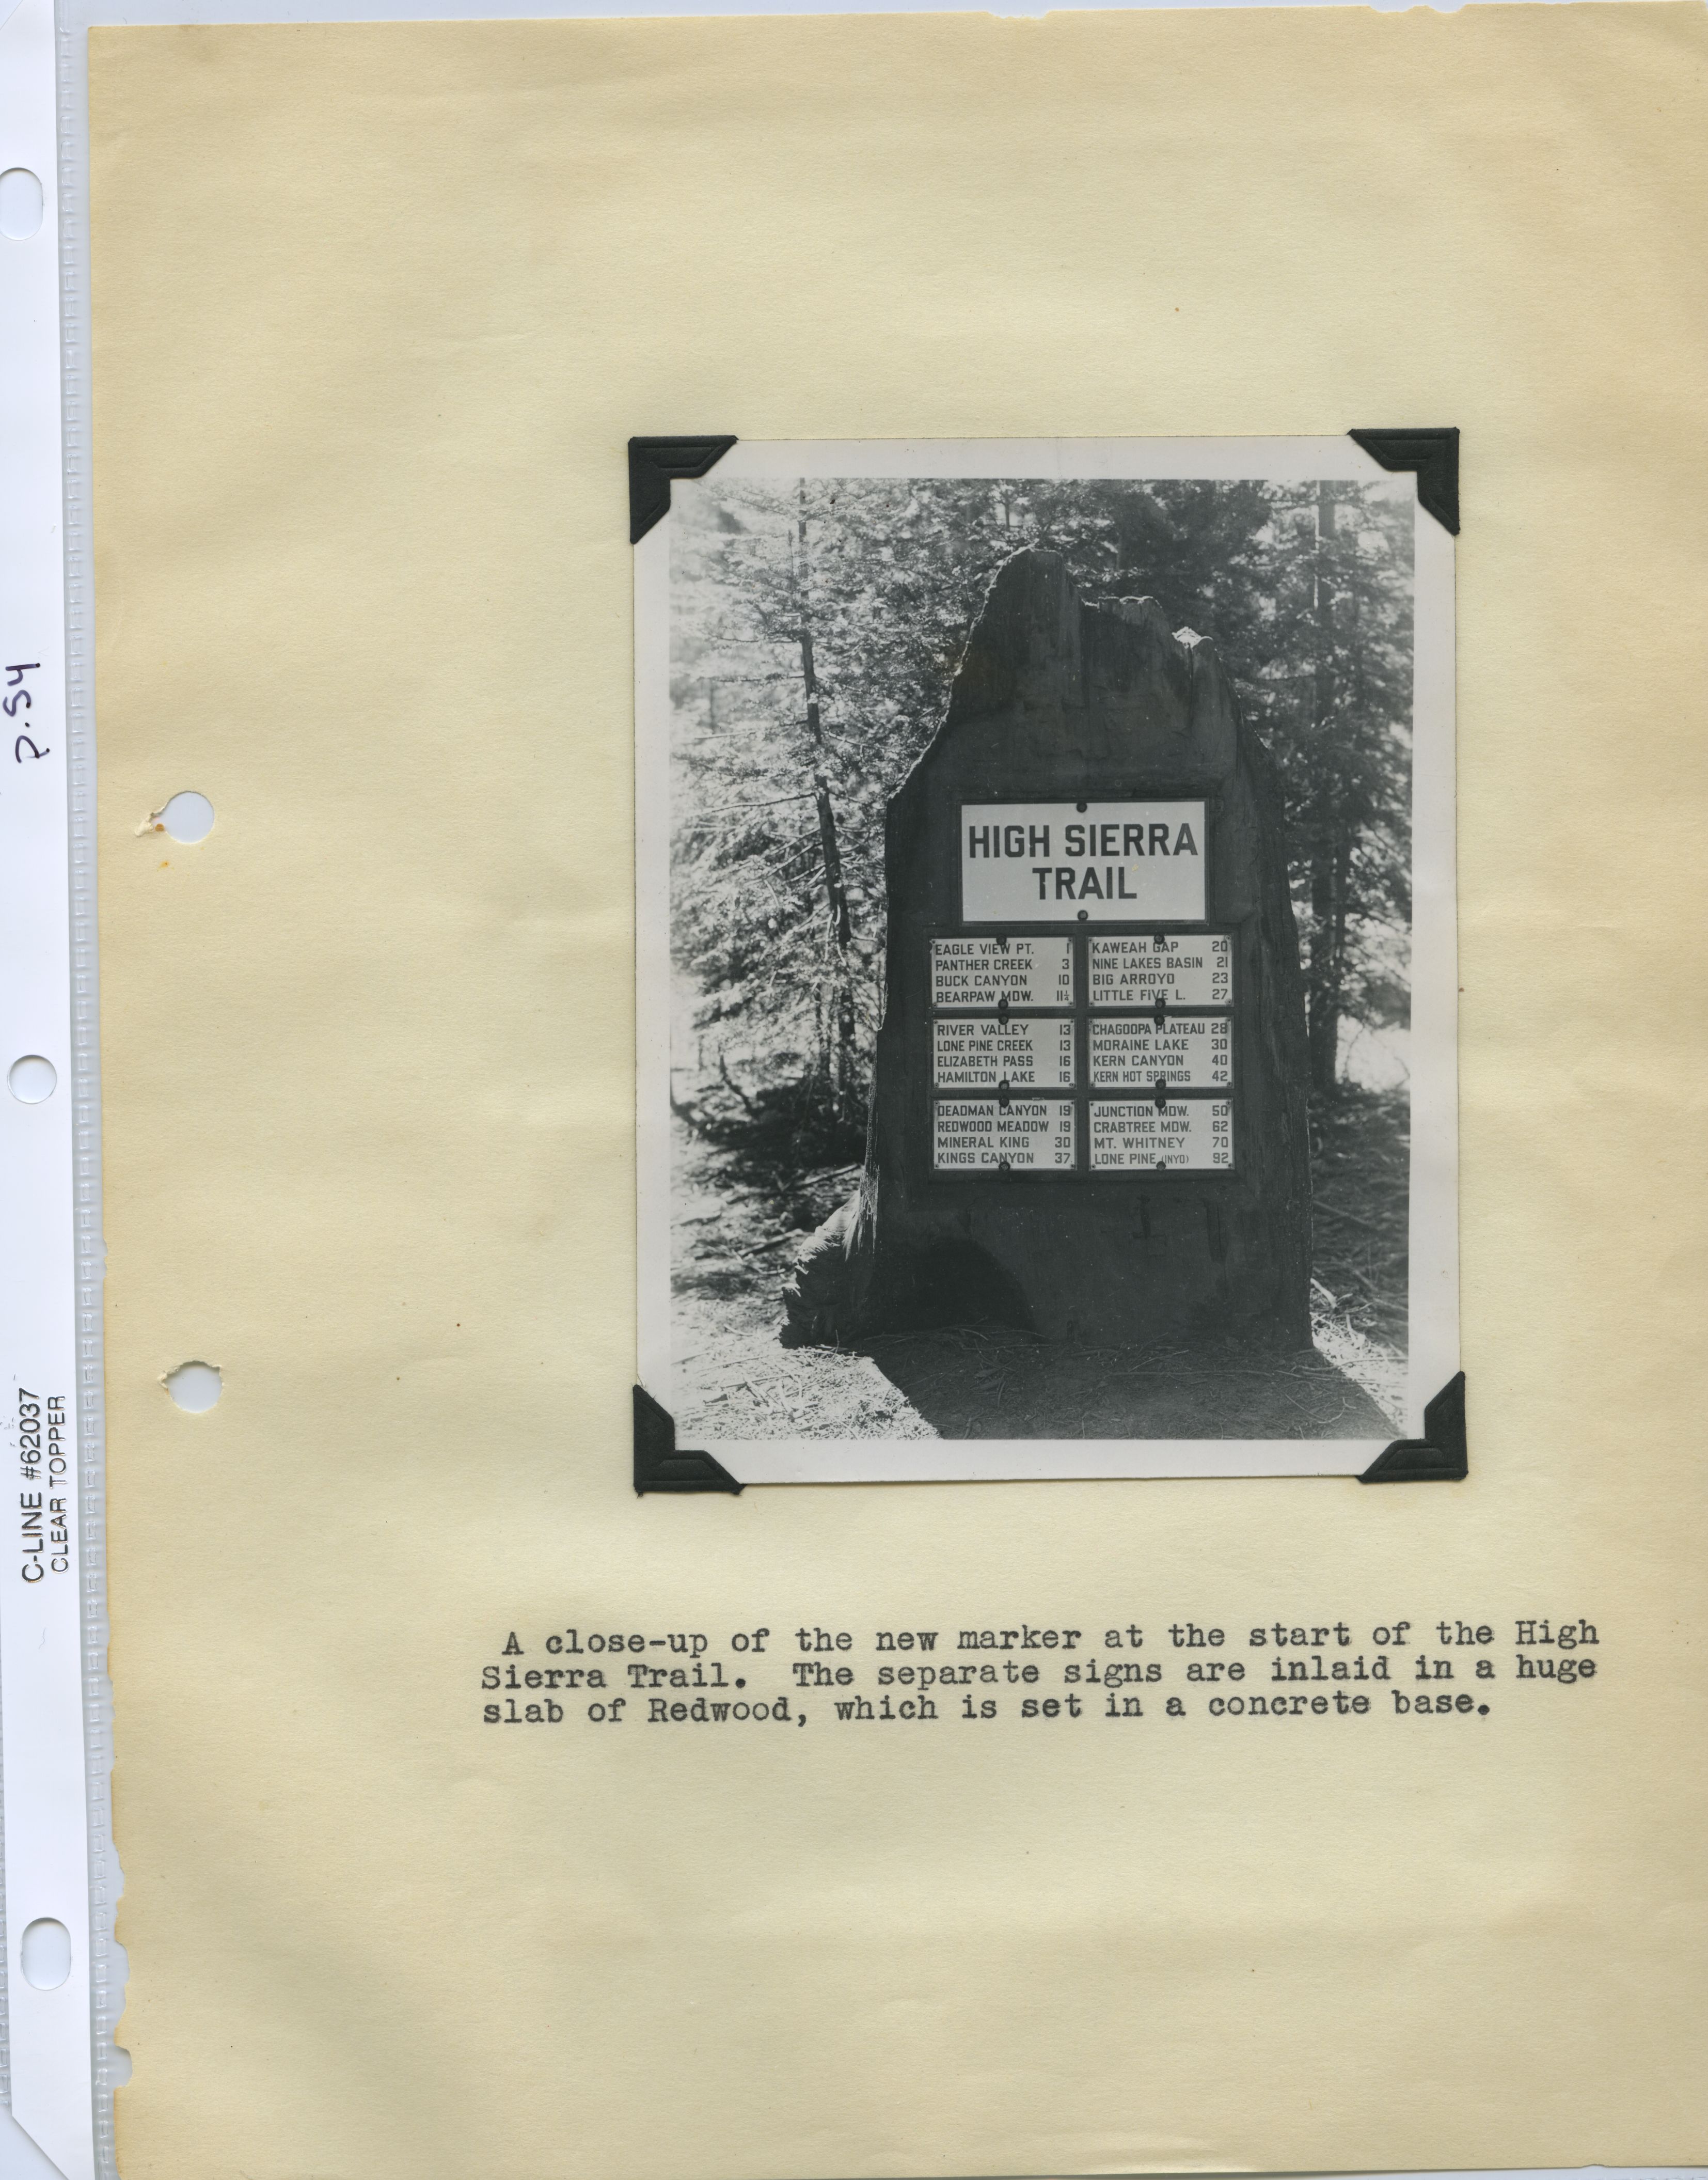 P. 54
C-LINE #62037
CLEAR TOPPER
HIGH SIERRA
TRAIL
EAGLE VIEW PT. 1
PANTHER CREEK 3
BUCK CANYON 10
BEARPAW MDW. 11½
KAWEAH GAP 20
NINE LAKES BASIN 21
BIG ARROYO 23
LITTLE FIVE L. 27
RIVER VALLEY 13
LONE PINE CREEK 13
ELIZABETH PASS 16
HAMILTON LAKE 16
CHAGOOPA PLATEAU 28
MORAINE LAKE 30
KERN CANYON 40
KERN HOT SPRINGS 42
DEADMAN CANYON 19
REDWOOD MEADOW 19
MINERAL KING 30
KINGS CANYON 37
JUNCTION MDW. 50
CRABTREE MDW. 62
MT. WHITNEY 70
LONE PINE (INYO) 92
A close-up of the new marker at the start of the High
Sierra Trail. The separate signs are inlaid in a huge
slab of Redwood, which is set in a concrete base.